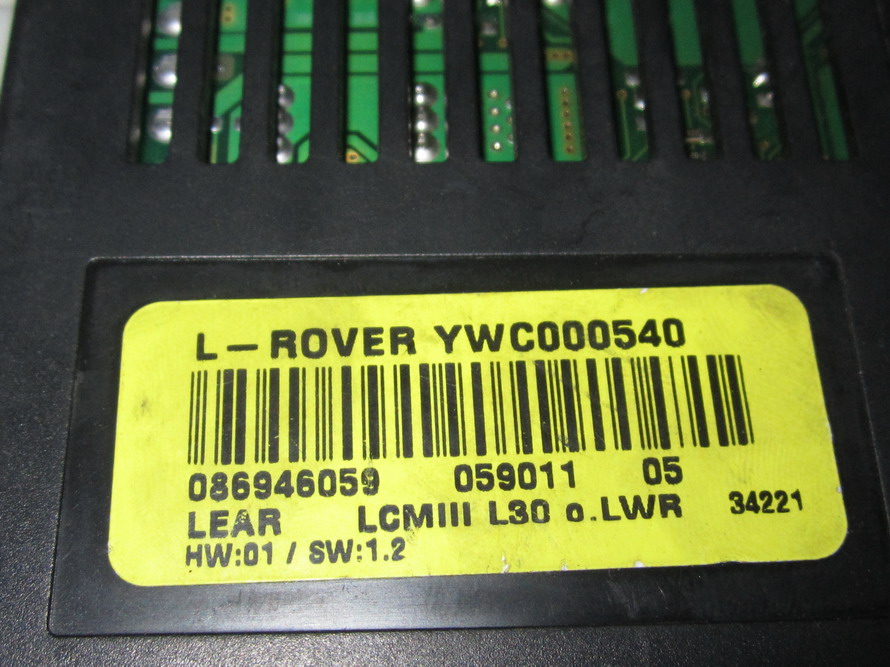 L-ROVER YWC000540
086946059 059011 05
LEAR LCMIII L30 o.LWR 34221
HW:01 / SW:1.2